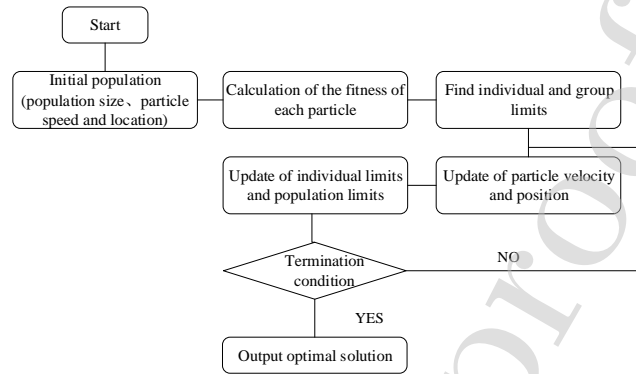 Start
Initial population
(population size、particle
speed and location)
Calculation of the fitness of
each particle
Find individual and group
limits
Update of individual limits
and population limits
Update of particle velocity
and position
Termination
condition
NO
YES
Output optimal solution
proof